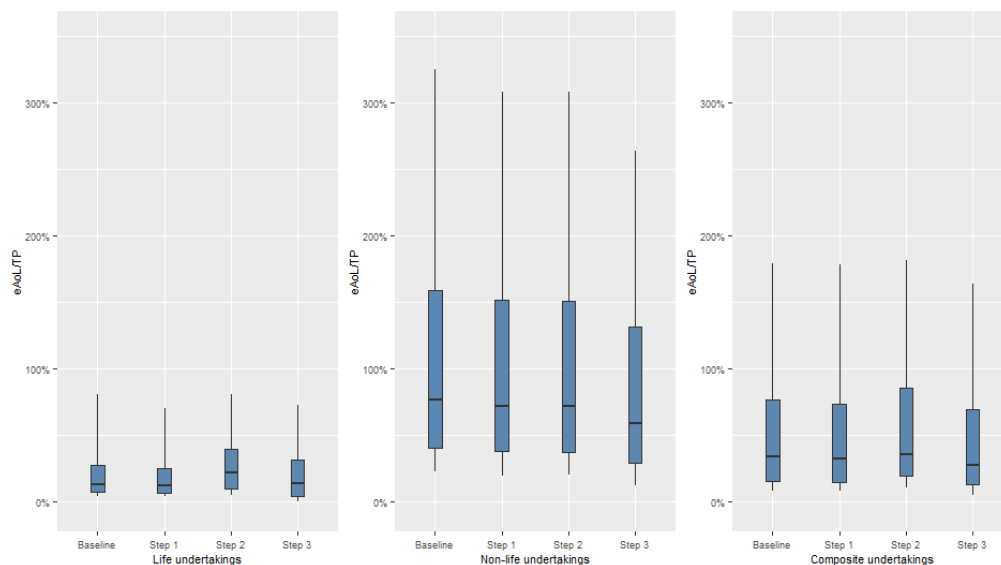 eAoL/TP
300%
200%
100%
0%
Baseline Step 1 Step 2 Step 3
Life undertakings
eAoL/TP
300%
200%
100%
0%
Baseline Step 1 Step 2 Step 3
Non-life undertakings
eAoL/TP
300%
200%
100%
0%
Baseline Step 1 Step 2 Step 3
Composite undertakings